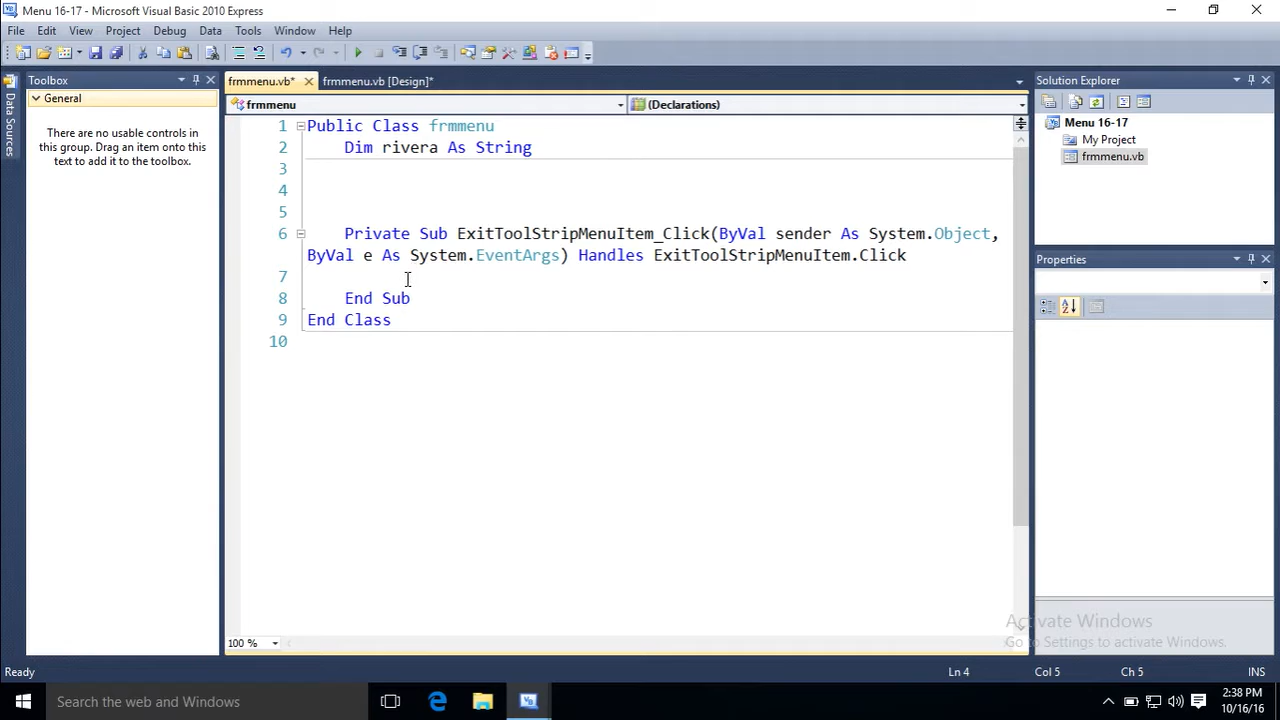 Menu 16-17 - Microsoft Visual Basic 2010 Express
File Edit View Project Debug Data Tools Window Help
Toolbox
General
There are no usable controls in
this group. Drag an item onto this
text to add it to the toolbox.
Data Sources
frmmenu.vb* frmmenu.vb [Design]*
frmmenu (Declarations)
1 Public Class frmmenu
2 Dim rivera As String
3
4
5
6 Private Sub ExitToolStripMenuItem_Click(ByVal sender As System.Object,
ByVal e As System.EventArgs) Handles ExitToolStripMenuItem.Click
7
8 End Sub
9 End Class
10
100 %
Solution Explorer
Menu 16-17
My Project
frmmenu.vb
Properties
Activate Windows
Go to Settings to activate Windows.
Ready Ln 4 Col 5 Ch 5 INS
Search the web and Windows
2:38 PM
10/16/16